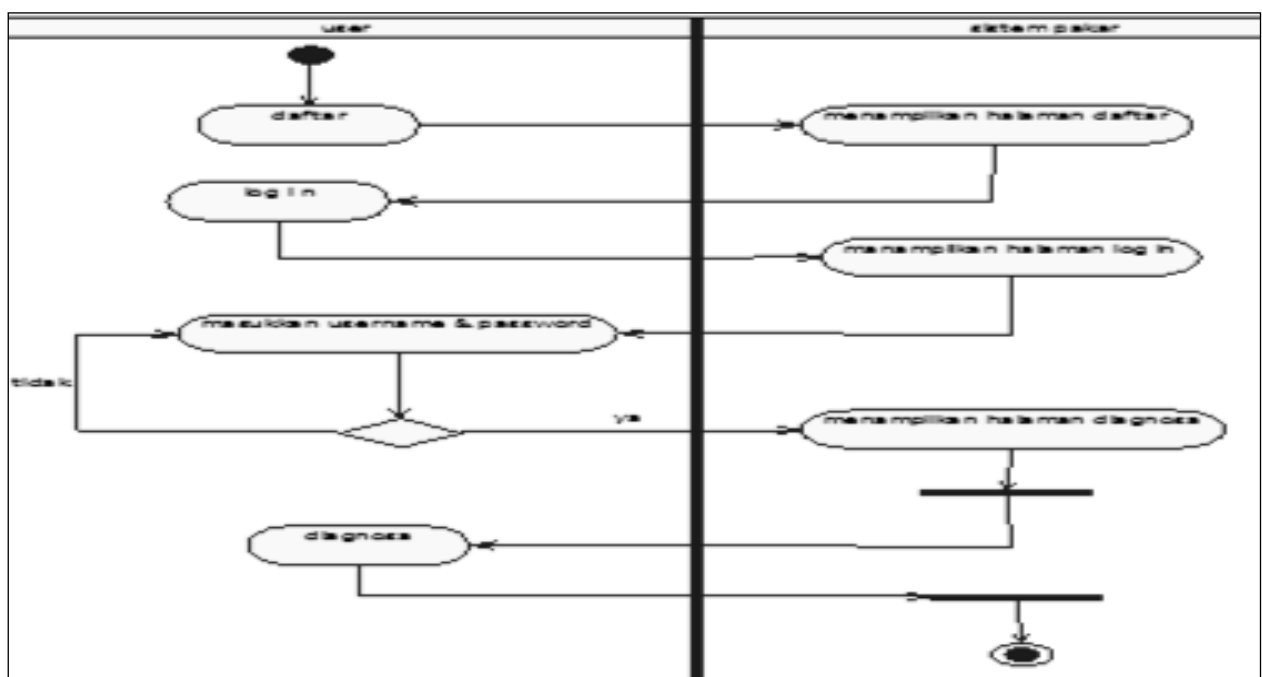 user
sistem pakar
daftar
menampilkan halaman daftar
log in
menampilkan halaman log in
masukkan username & password
tidak
ya
menampilkan halaman diagnosa
diagnosa